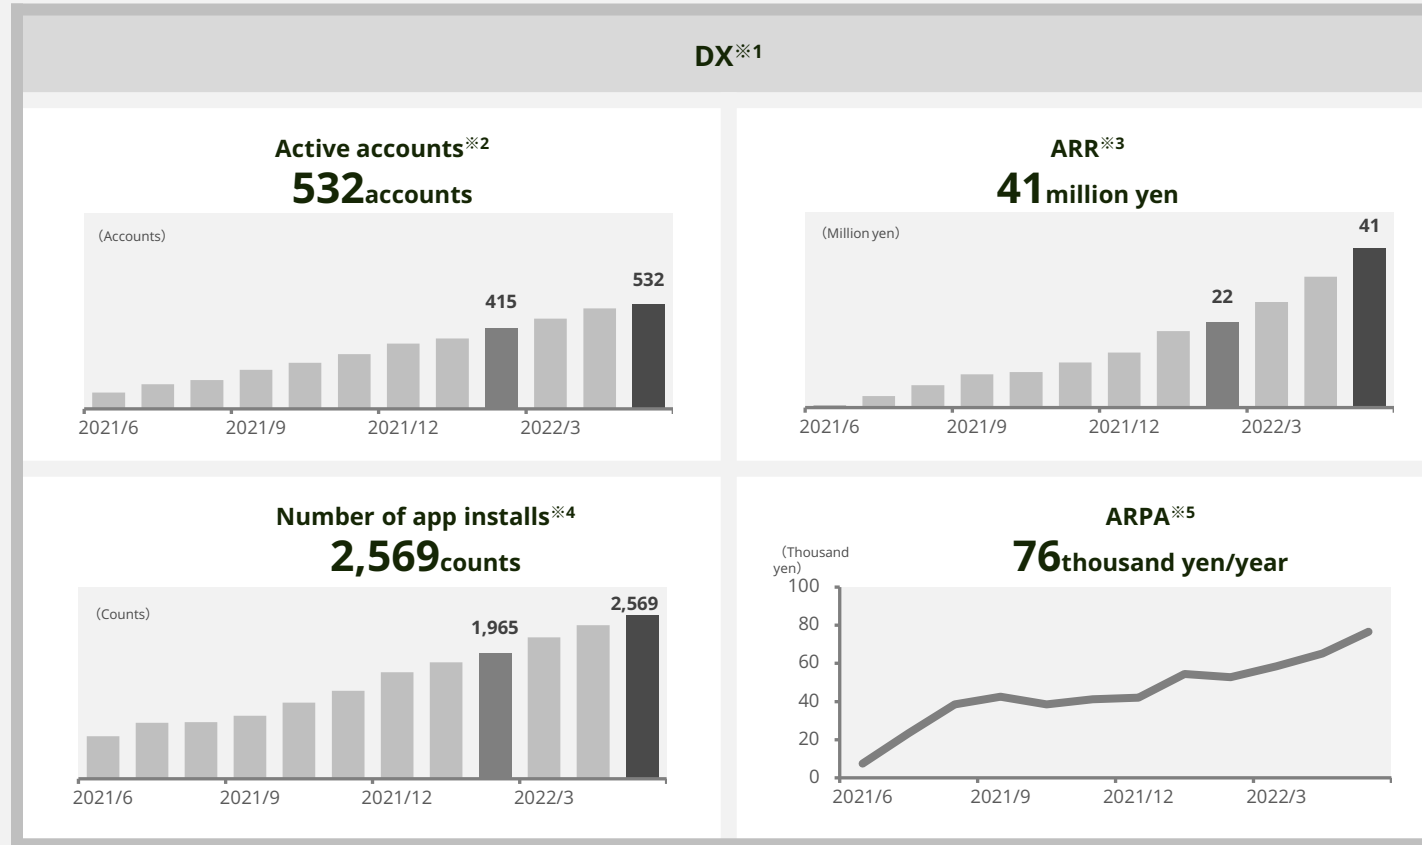 DX※1
Active accounts※2
532accounts
（Accounts）
415
532
2021/6
2021/9
2021/12
2022/3
ARR※3
41million yen
（Million yen）
22
41
2021/6
2021/9
2021/12
2022/3
Number of app installs※4
2,569counts
（Counts）
1,965
2,569
2021/6
2021/9
2021/12
2022/3
ARPA※5
76thousand yen/year
（Thousand
yen）
100
80
60
40
20
0
2021/6
2021/9
2021/12
2022/3